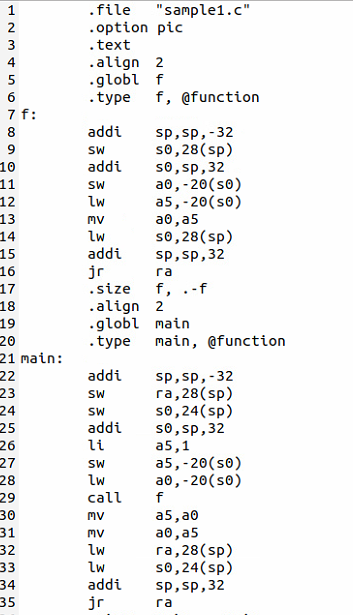 1 .file "sample1.c"
2 .option pic
3 .text
4 .align 2
5 .globl f
6 .type f, @function
7 f:
8 addi sp,sp,-32
9 sw s0,28(sp)
10 addi s0,sp,32
11 sw a0,-20(s0)
12 lw a5,-20(s0)
13 mv a0,a5
14 lw s0,28(sp)
15 addi sp,sp,32
16 jr ra
17 .size f, .-f
18 .align 2
19 .globl main
20 .type main, @function
21 main:
22 addi sp,sp,-32
23 sw ra,28(sp)
24 sw s0,24(sp)
25 addi s0,sp,32
26 li a5,1
27 sw a5,-20(s0)
28 lw a0,-20(s0)
29 call f
30 mv a5,a0
31 mv a0,a5
32 lw ra,28(sp)
33 lw s0,24(sp)
34 addi sp,sp,32
35 jr ra